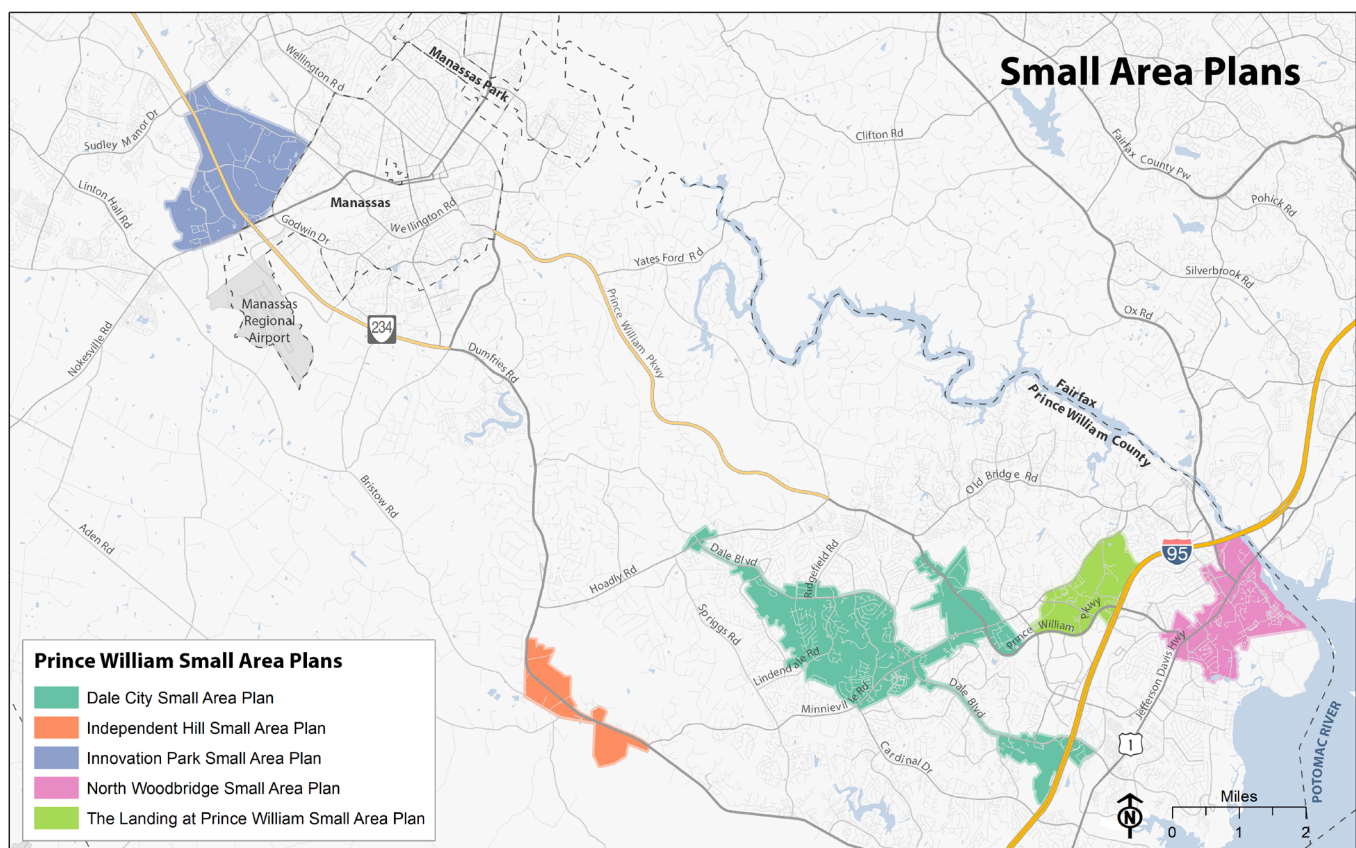 Small Area Plans
Wellington Rd
Manassas Park
Sudley Manor Dr
Clifton Rd
Fairfax County Pw
Linton Hall Rd
Manassas
Wellington Rd
Pohick Rd
Godwin Dr
Yates Ford Rd
Silverbrook Rd
Manassas
Regional
Airport
234
Prince William Pkwy
Ox Rd
Nokesville Rd
Dumfries Rd
Fairfax
Prince William County
Old Bridge Rd
Bristow Rd
Aden Rd
Dale Blvd
Ridgefield Rd
95
Hoadly Rd
Spriggs Rd
Prince William Pkwy
Lindendale Rd
Jefferson Davis Hwy
Minnieville Rd
Dale Blvd
Cardinal Dr
1
POTOMAC RIVER
Prince William Small Area Plans
Dale City Small Area Plan
Independent Hill Small Area Plan
Innovation Park Small Area Plan
North Woodbridge Small Area Plan
The Landing at Prince William Small Area Plan
N
Miles
0 1 2